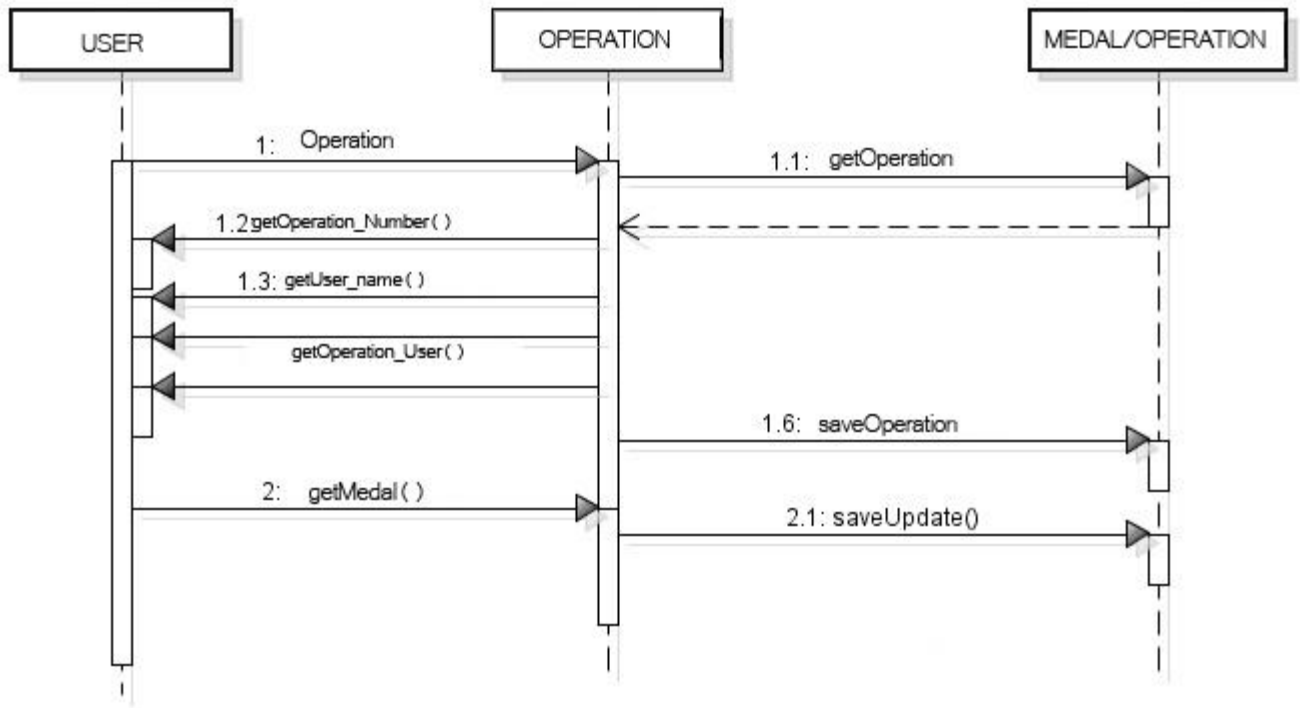 USER
OPERATION
MEDAL/OPERATION
1: Operation
1.1: getOperation
1.2: getOperation_Number( )
1.3: getUser_name( )
getOperation_User( )
1.6: saveOperation
2: getMedal( )
2.1: saveUpdate()